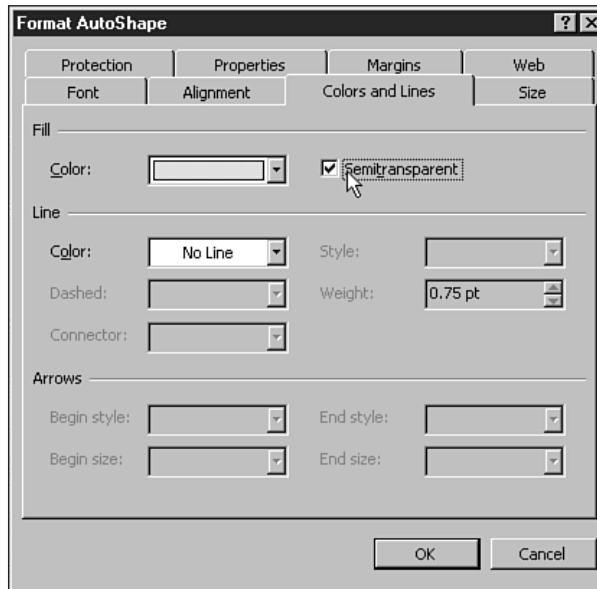 Format AutoShape
Protection Properties Margins Web
Font Alignment Colors and Lines Size
Fill
Color: Semitransparent
Line
Color: No Line Style:
Dashed: Weight: 0.75 pt
Connector:
Arrows
Begin style: End style:
Begin size: End size:
OK Cancel